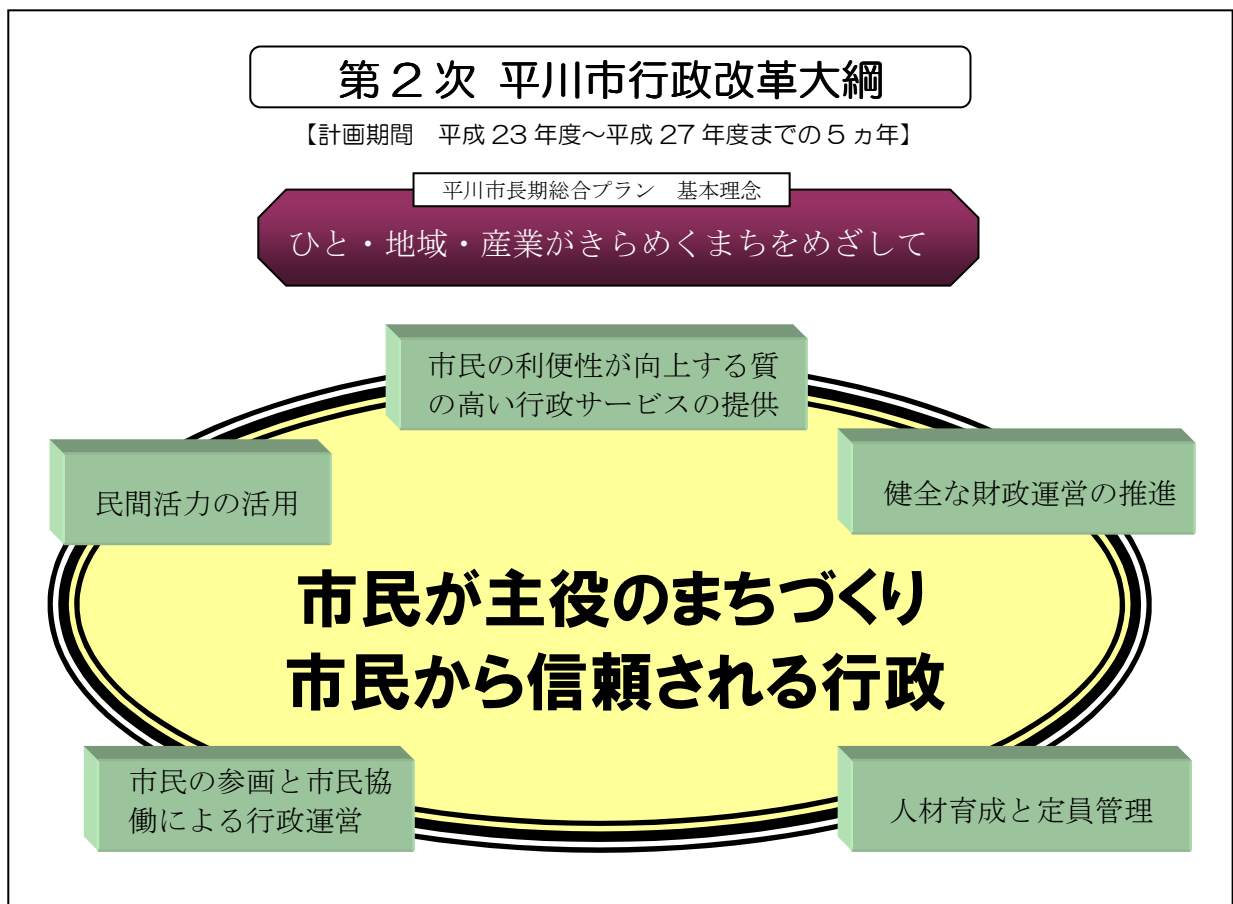 第2次 平川市行政改革大綱
【計画期間　平成23年度～平成27年度までの5ヵ年】
平川市長期総合プラン　基本理念
ひと・地域・産業がきらめくまちをめざして
市民の利便性が向上する質
の高い行政サービスの提供
民間活力の活用
健全な財政運営の推進
市民が主役のまちづくり
市民から信頼される行政
市民の参画と市民協
働による行政運営
人材育成と定員管理